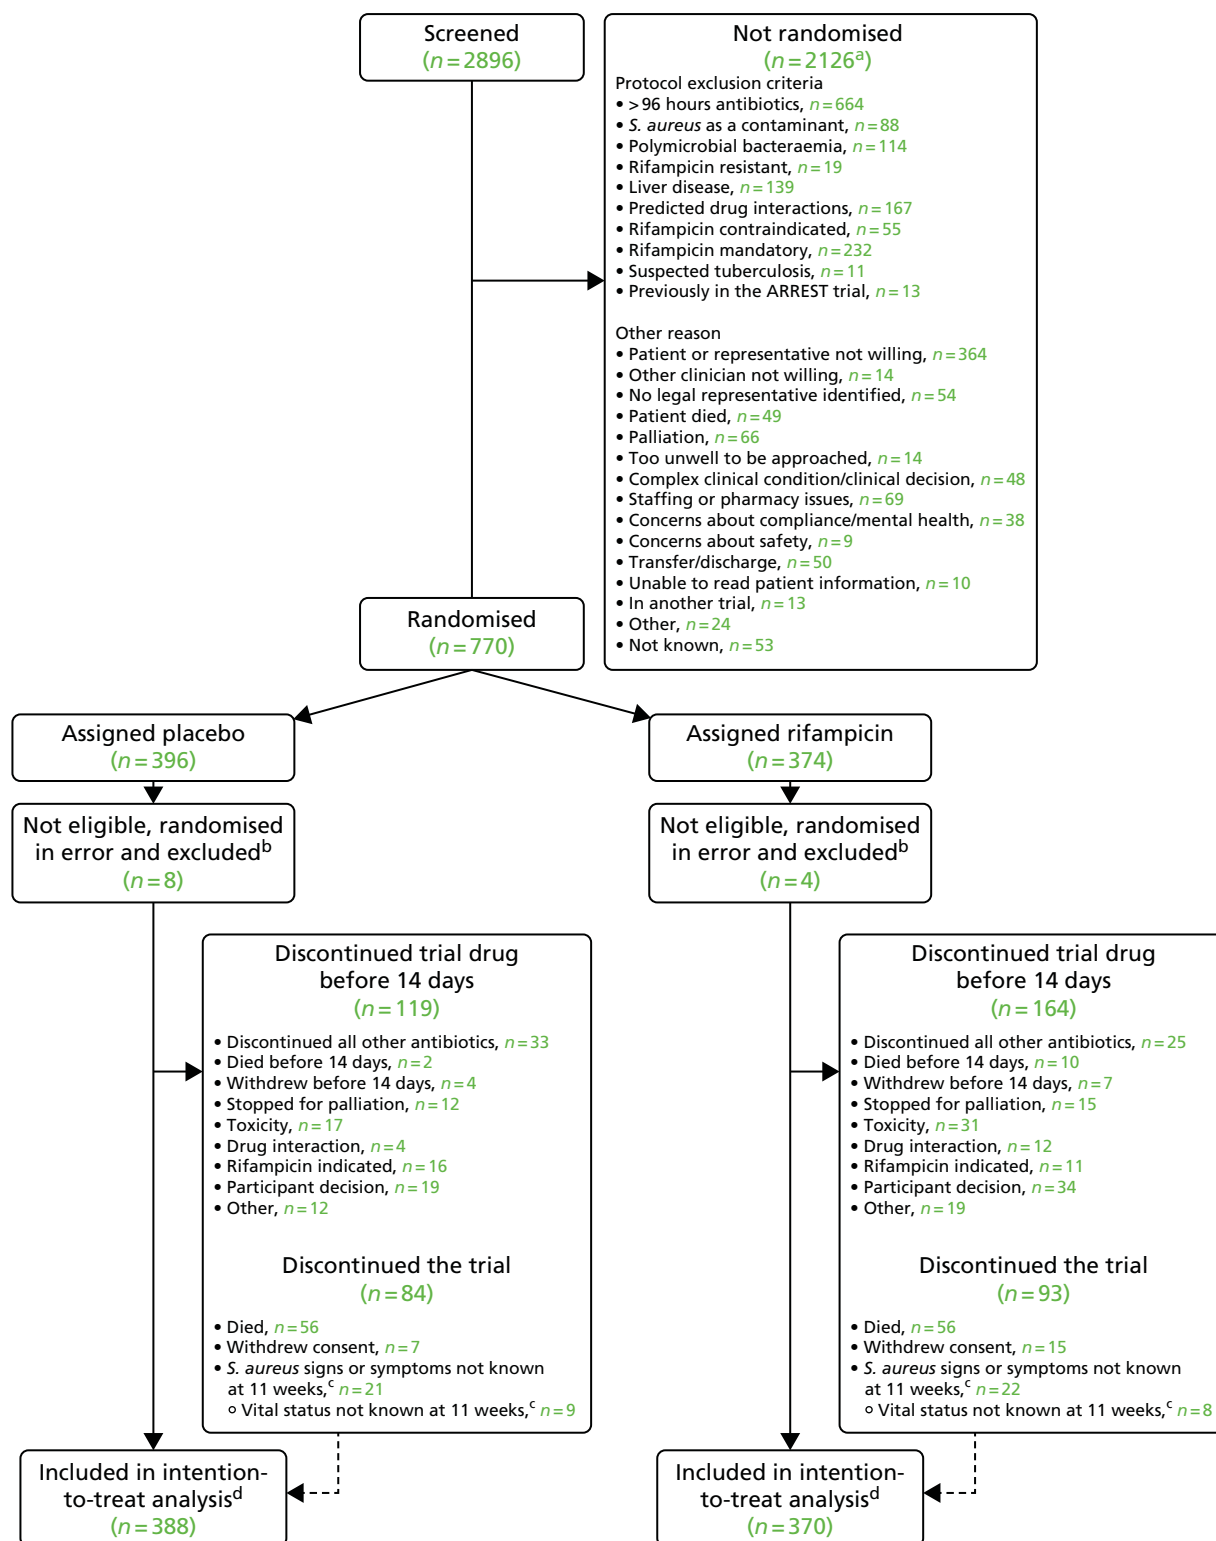 Screened
(n=2896)
Not randomised
(n=2126a)
Protocol exclusion criteria
• >96 hours antibiotics, n=664
• S. aureus as a contaminant, n=88
• Polymicrobial bacteraemia, n=114
• Rifampicin resistant, n=19
• Liver disease, n=139
• Predicted drug interactions, n=167
• Rifampicin contraindicated, n=55
• Rifampicin mandatory, n=232
• Suspected tuberculosis, n=11
• Previously in the ARREST trial, n=13
Other reason
• Patient or representative not willing, n=364
• Other clinician not willing, n=14
• No legal representative identified, n=54
• Patient died, n=49
• Palliation, n=66
• Too unwell to be approached, n=14
• Complex clinical condition/clinical decision, n=48
• Staffing or pharmacy issues, n=69
• Concerns about compliance/mental health, n=38
• Concerns about safety, n=9
• Transfer/discharge, n=50
• Unable to read patient information, n=10
• In another trial, n=13
• Other, n=24
• Not known, n=53
Randomised
(n=770)
Assigned placebo
(n=396)
Not eligible, randomised
in error and excludedb
(n=8)
Discontinued trial drug
before 14 days
(n=119)
• Discontinued all other antibiotics, n=33
• Died before 14 days, n=2
• Withdrew before 14 days, n=4
• Stopped for palliation, n=12
• Toxicity, n=17
• Drug interaction, n=4
• Rifampicin indicated, n=16
• Participant decision, n=19
• Other, n=12
Discontinued the trial
(n=84)
• Died, n=56
• Withdrew consent, n=7
• S. aureus signs or symptoms not known
at 11 weeks,c n=21
○ Vital status not known at 11 weeks,c n=9
Included in intention-
to-treat analysisd
(n=388)
Assigned rifampicin
(n=374)
Not eligible, randomised
in error and excludedb
(n=4)
Discontinued trial drug
before 14 days
(n=164)
• Discontinued all other antibiotics, n=25
• Died before 14 days, n=10
• Withdrew before 14 days, n=7
• Stopped for palliation, n=15
• Toxicity, n=31
• Drug interaction, n=12
• Rifampicin indicated, n=11
• Participant decision, n=34
• Other, n=19
Discontinued the trial
(n=93)
• Died, n=56
• Withdrew consent, n=15
• S. aureus signs or symptoms not known
at 11 weeks,c n=22
○ Vital status not known at 11 weeks,c n=8
Included in intention-
to-treat analysisd
(n=370)